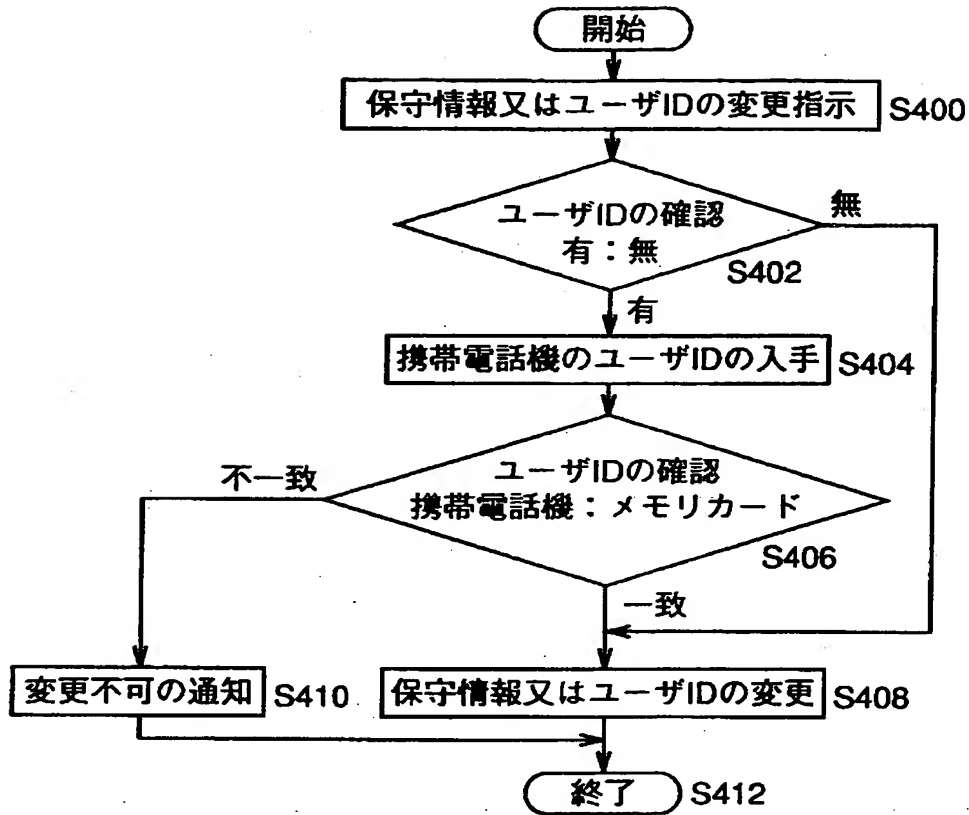 開始
保守情報又はユーザIDの変更指示 S400
ユーザIDの確認
有：無
S402
無
有
携帯電話機のユーザIDの入手 S404
ユーザIDの確認
携帯電話機：メモリカード
S406
不一致
一致
変更不可の通知 S410
保守情報又はユーザIDの変更 S408
終了 S412